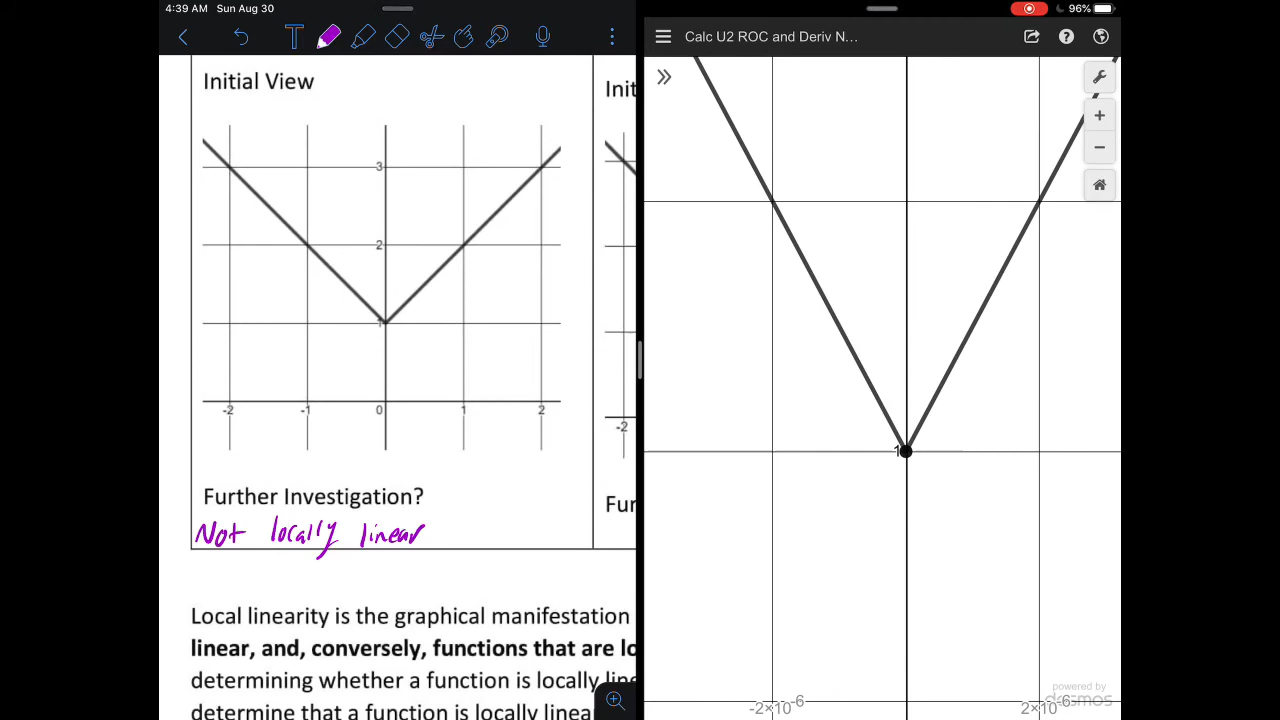 4:39 AM Sun Aug 30
96%
Calc U2 ROC and Deriv N...
Initial View
3
2
1
-2 -1 0 1 2
Further Investigation?
Not locally linear
Local linearity is the graphical manifestation
linear, and, conversely, functions that are lo
determining whether a function is locally line
determine that a function is locally linea
Init
-2
Fur
1
-2×10⁻⁶ 2×10⁻⁶
powered by
desmos